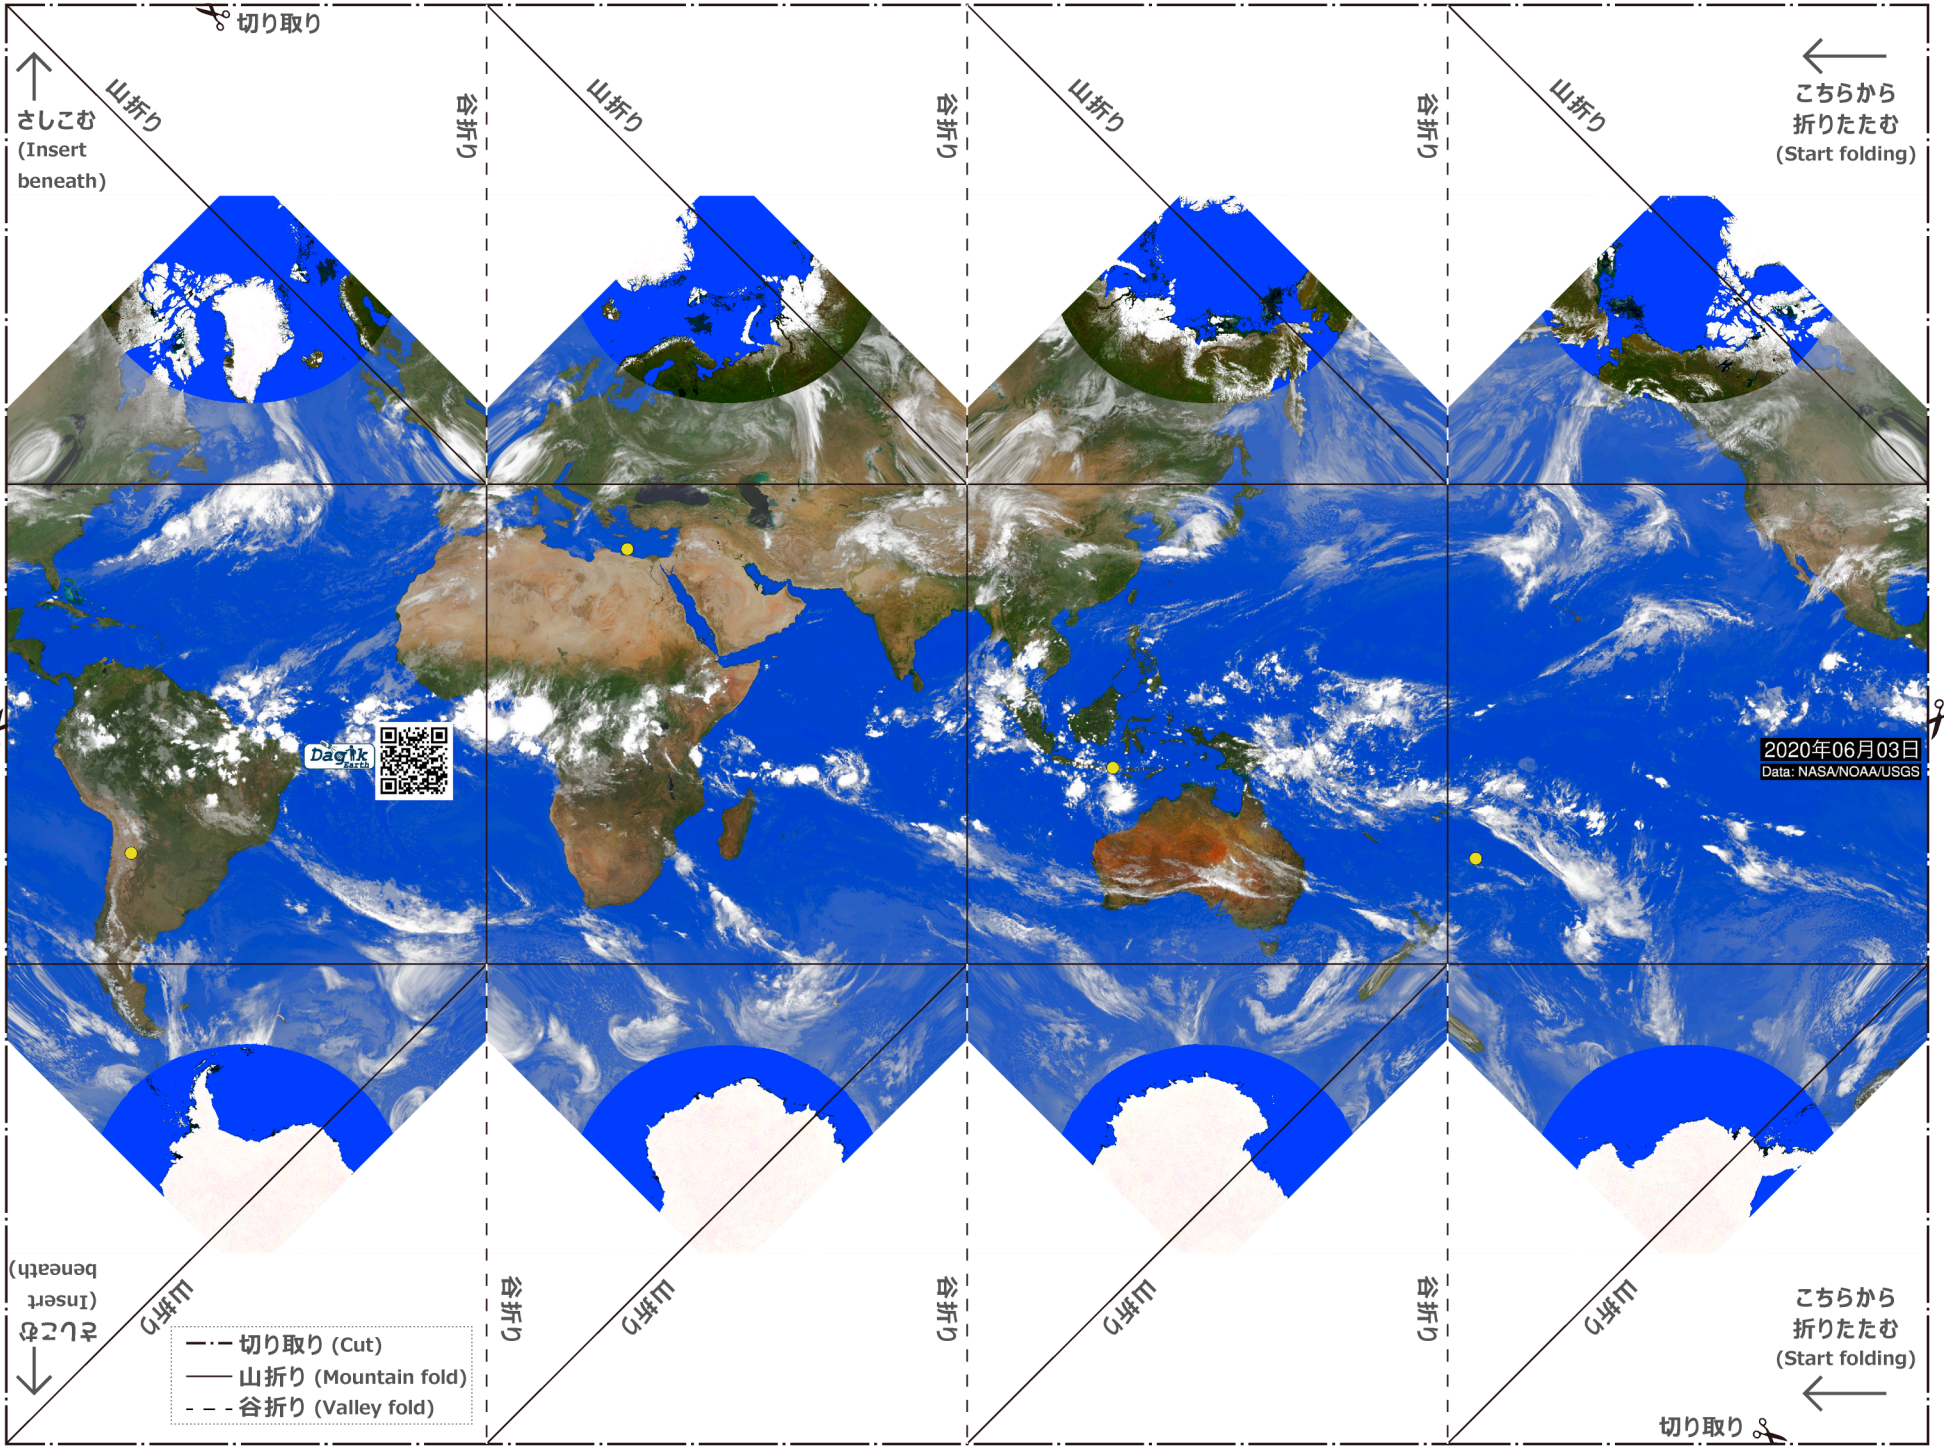 切り取り
山折り
谷折り
山折り
谷折り
山折り
谷折り
山折り
さしこむ
(Insert
beneath)
こちらから
折りたたむ
(Start folding)
Dagik
Earth
2020年06月03日
Data: NASA/NOAA/USGS
さしこむ
(Insert
beneath)
山折り
谷折り
山折り
谷折り
山折り
谷折り
山折り
こちらから
折りたたむ
(Start folding)
切り取り (Cut)
山折り (Mountain fold)
谷折り (Valley fold)
切り取り